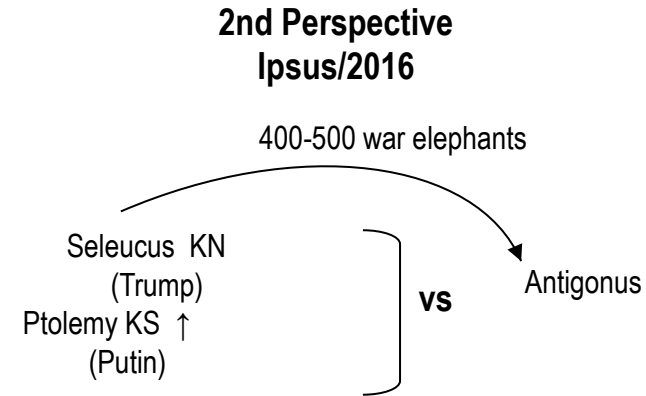 2nd Perspective
Ipsus/2016
400-500 war elephants
Seleucus KN
(Trump)
Ptolemy KS ↑
(Putin)
vs
Antigonus